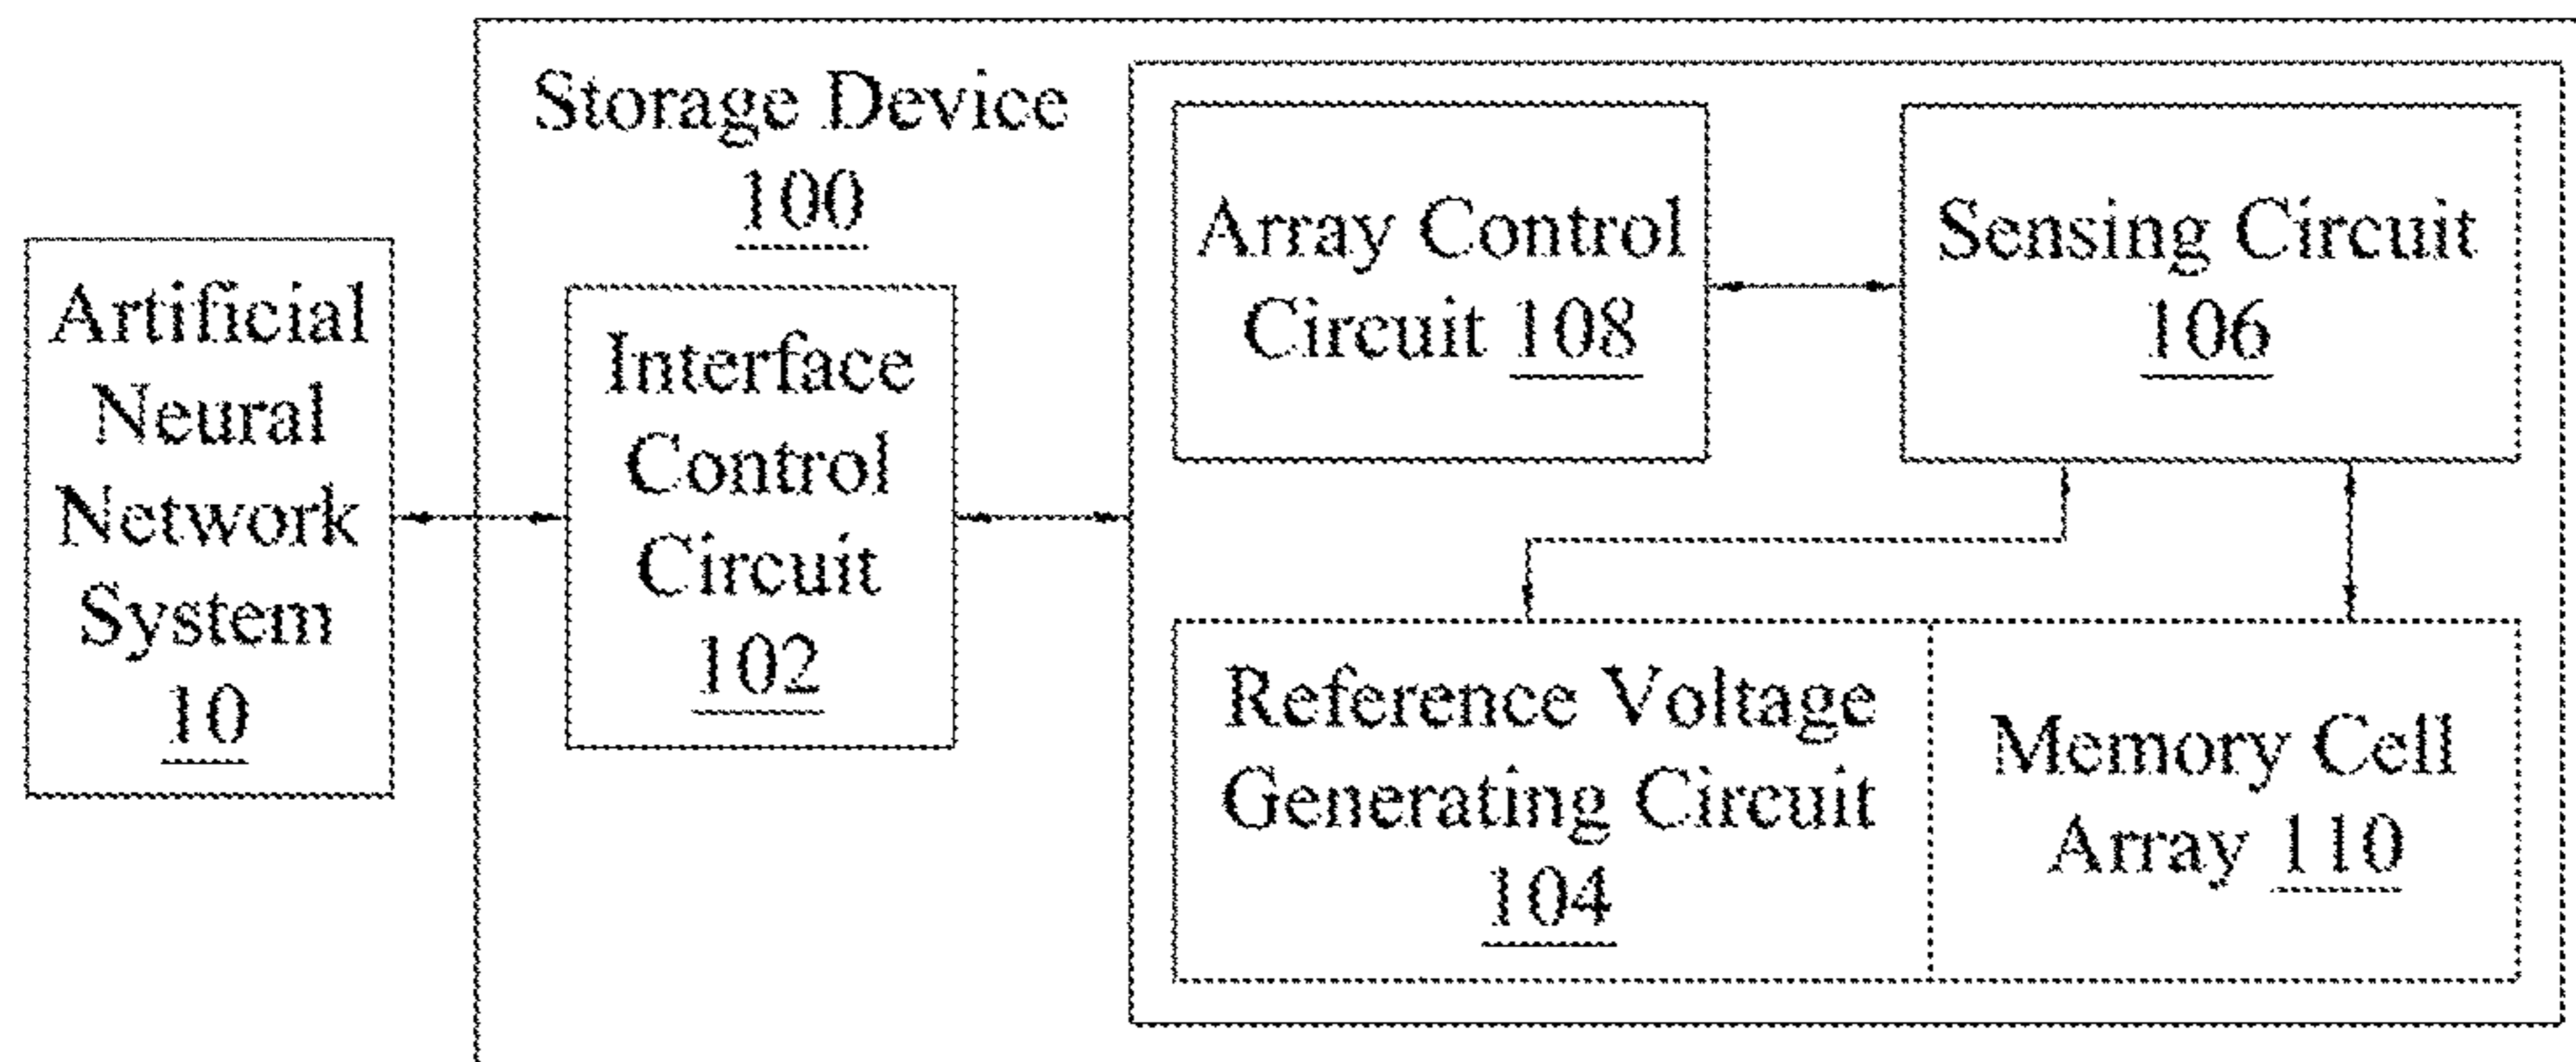 Artificial
Neural
Network
System
10
Storage Device
100
Interface
Control
Circuit
102
Array Control
Circuit 108
Sensing Circuit
106
Reference Voltage
Generating Circuit
104
Memory Cell
Array 110